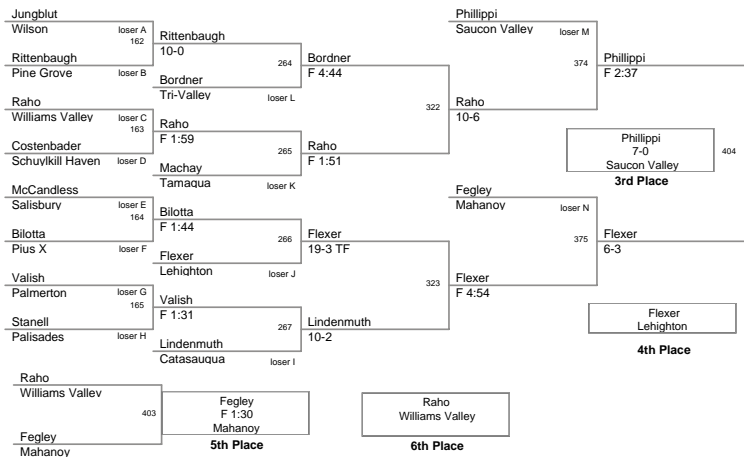 Jungblut
Wilson
loser A
162
Rittenbaugh
Pine Grove
loser B
Rittenbaugh
10-0
264
Bordner
Tri-Valley
loser L
Bordner
F 4:44
Raho
Williams Valley
loser C
163
Costenbader
Schuylkill Haven
loser D
Raho
F 1:59
265
Machay
Tamaqua
loser K
Raho
F 1:51
322
Raho
10-6
Phillippi
Saucon Valley
loser M
374
Phillippi
F 2:37
Phillippi
7-0
Saucon Valley
404
3rd Place
McCandless
Salisbury
loser E
164
Bilotta
Pius X
loser F
Bilotta
F 1:44
266
Flexer
Lehighton
loser J
Flexer
19-3 TF
Valish
Palmerton
loser G
165
Stanell
Palisades
loser H
Valish
F 1:31
267
Lindenmuth
Catasauqua
loser I
Lindenmuth
10-2
323
Flexer
F 4:54
Fegley
Mahanoy
loser N
375
Flexer
6-3
Flexer
Lehighton
4th Place
Raho
Williams Valley
403
Fegley
Mahanoy
Fegley
F 1:30
Mahanoy
5th Place
Raho
Williams Valley
6th Place